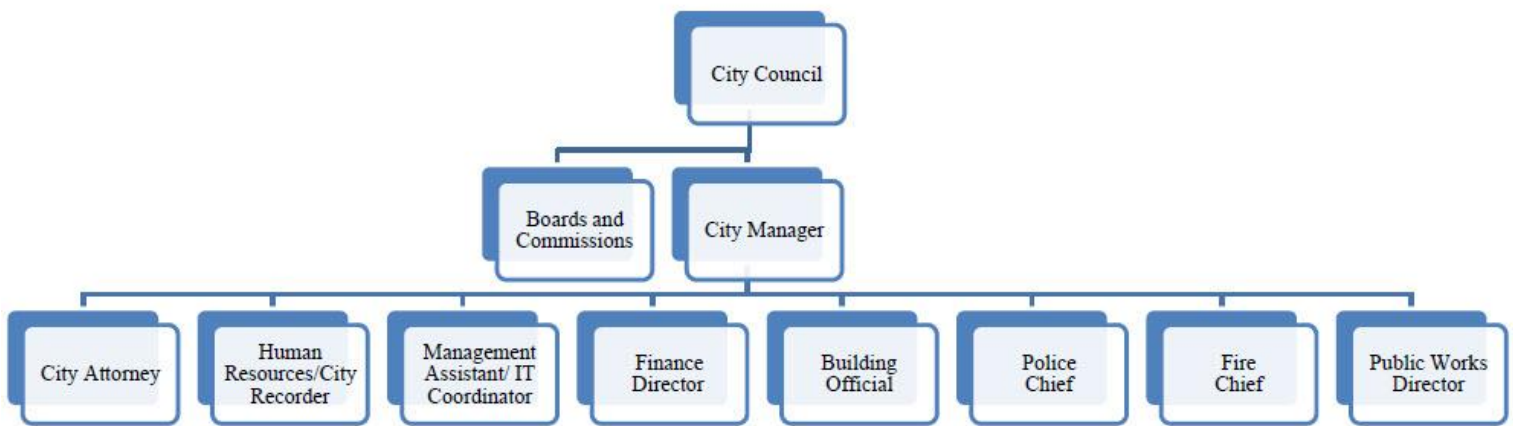 City Council
Boards and
Commissions
City Manager
City Attorney
Human
Resources/City
Recorder
Management
Assistant/ IT
Coordinator
Finance
Director
Building
Official
Police
Chief
Fire
Chief
Public Works
Director